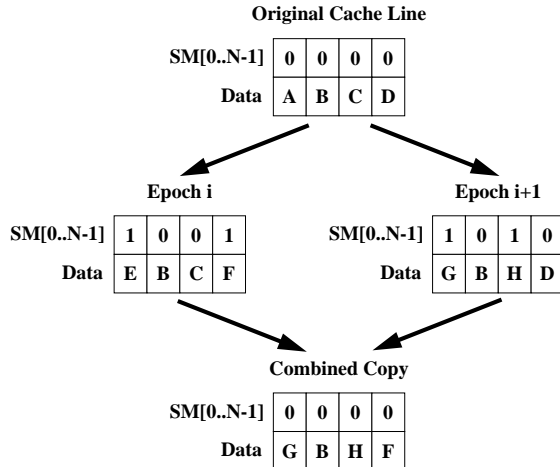 Original Cache Line
SM[0..N-1] 0 0 0 0
Data A B C D
Epoch i
SM[0..N-1] 1 0 0 1
Data E B C F
Epoch i+1
SM[0..N-1] 1 0 1 0
Data G B H D
Combined Copy
SM[0..N-1] 0 0 0 0
Data G B H F